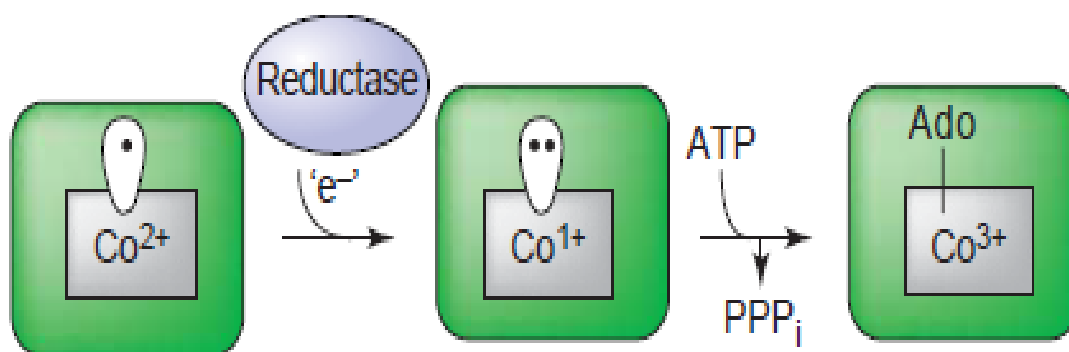 Reductase
Co²⁺
'e⁻'
Co¹⁺
ATP
PPPᵢ
Ado
Co³⁺